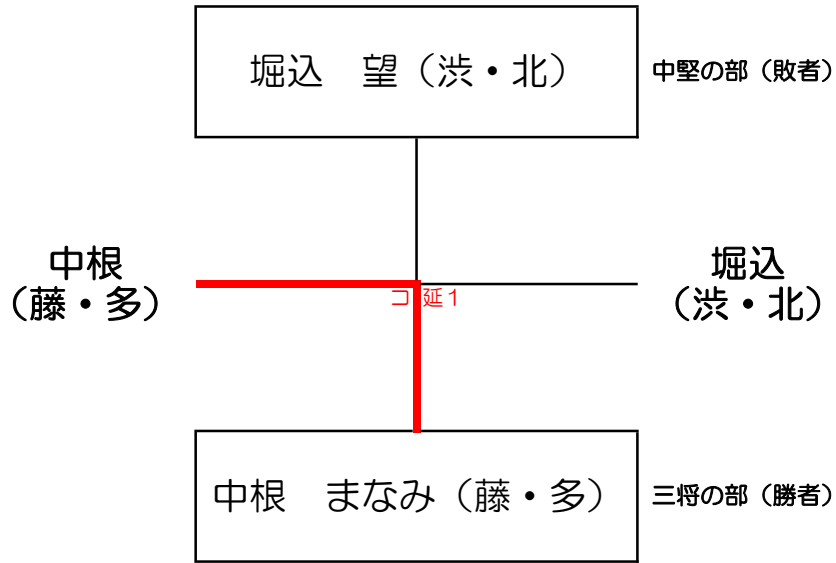 堀込　望（渋・北）
中堅の部（敗者）
中根
（藤・多）
堀込
（渋・北）
コ 延１
中根　まなみ（藤・多）
三将の部（勝者）